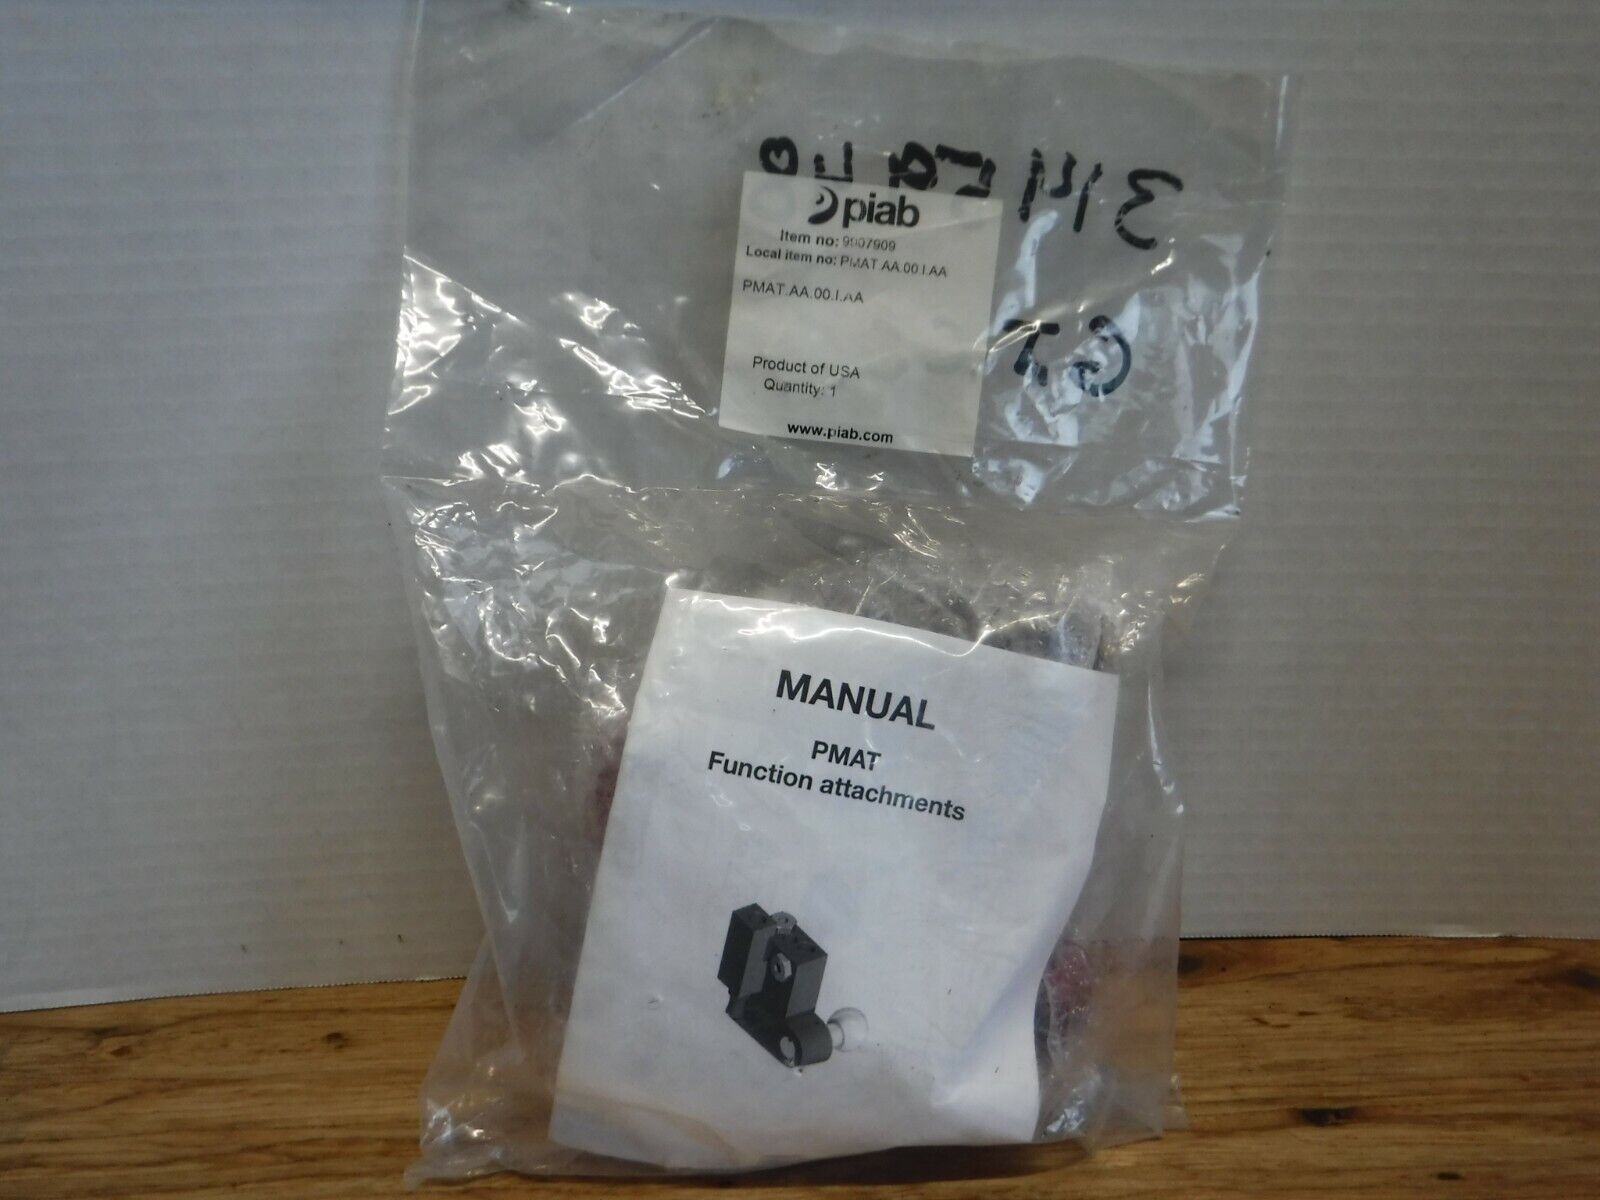 piab
Item no: 9907909
Local item no: PMAT.AA.00.I.AA
PMAT.AA.00.I.AA
Product of USA
Quantity: 1
www.piab.com
MANUAL
PMAT
Function attachments